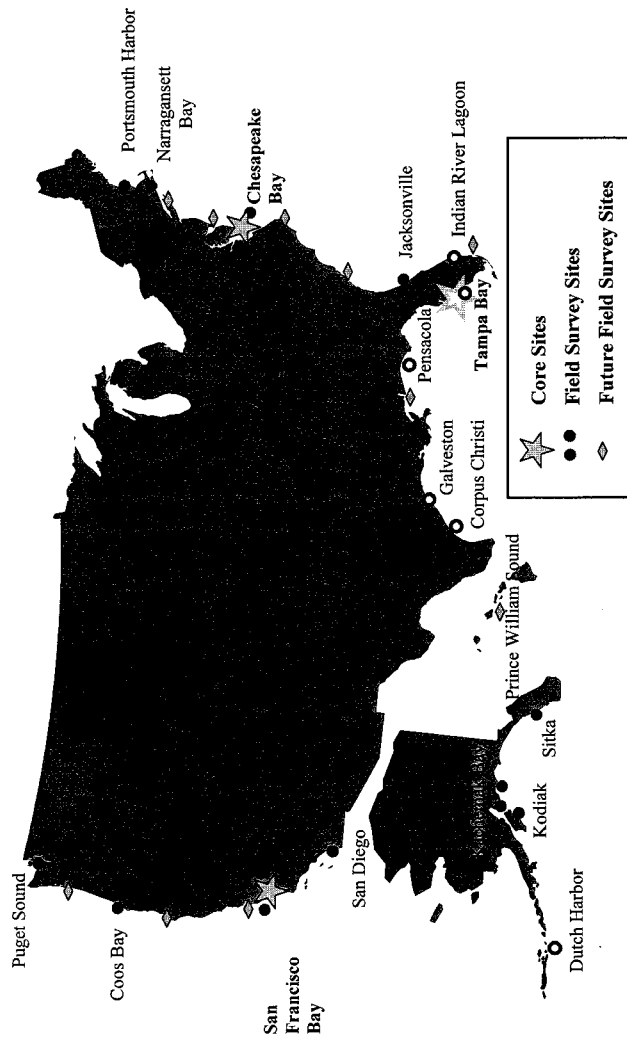 Puget Sound
Coos Bay
San
Francisco
Bay
San Diego
Dutch Harbor
Kodiak
Sitka
Prince William Sound
Corpus Christi
Galveston
Pensacola
Tampa Bay
Indian River Lagoon
Jacksonville
Chesapeake
Bay
Narragansett
Bay
Portsmouth Harbor
Core Sites
Field Survey Sites
Future Field Survey Sites